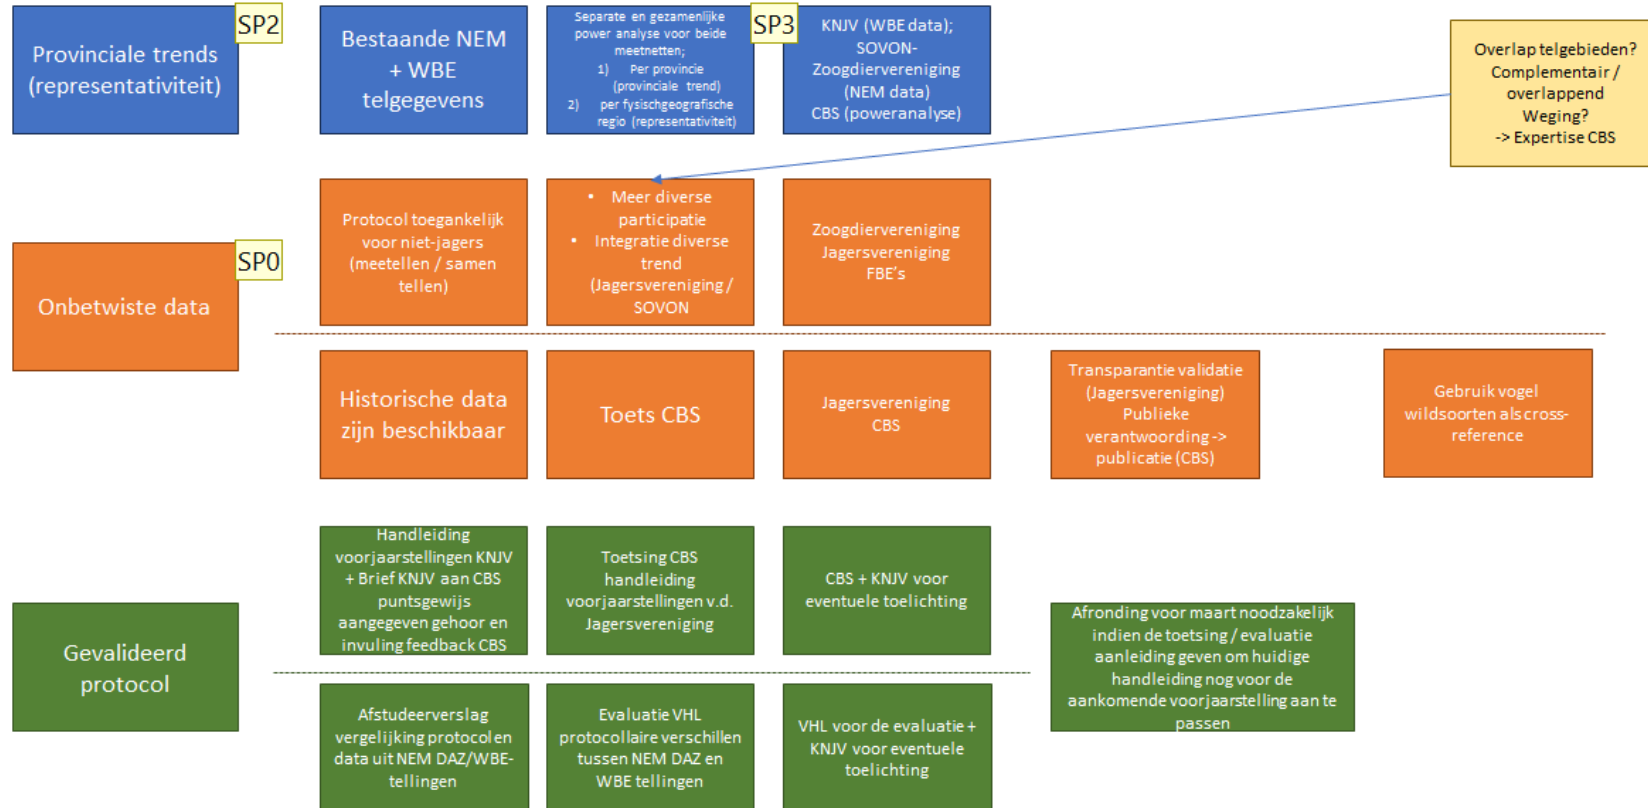 Provinciale trends
(representativiteit)
SP2
Bestaande NEM
+ WBE
telgegevens
Separate en gezamenlijke
power analyse voor beide
meetnetten;
1) Per provincie
(provinciale trend)
2) per fysischgeografische
regio (representativiteit)
SP3
KNJV (WBE data);
SOVON-
Zoogdiervereniging
(NEM data)
CBS (poweranalyse)
Overlap telgebieden?
Complementair /
overlappend
Weging?
-> Expertise CBS
Onbetwiste data
SP0
Protocol toegankelijk
voor niet-jagers
(meetellen / samen
tellen)
• Meer diverse
participatie
• Integratie diverse
trend
(Jagersvereniging /
SOVON
Zoogdiervereniging
Jagersvereniging
FBE's
Historische data
zijn beschikbaar
Toets CBS
Jagersvereniging
CBS
Transparantie validatie
(Jagersvereniging)
Publieke
verantwoording ->
publicatie (CBS)
Gebruik vogel
wildsoorten als cross-
reference
Gevalideerd
protocol
Handleiding
voorjaarstellingen KNJV
+ Brief KNJV aan CBS
puntsgewijs
aangegeven gehoor en
invuling feedback CBS
Toetsing CBS
handleiding
voorjaarstellingen v.d.
Jagersvereniging
CBS + KNJV voor
eventuele toelichting
Afronding voor maart noodzakelijk
indien de toetsing / evaluatie
aanleiding geven om huidige
handleiding nog voor de
aankomende voorjaarstelling aan te
passen
Afstudeerverslag
vergelijking protocol en
data uit NEM DAZ/WBE-
tellingen
Evaluatie VHL
protocollaire verschillen
tussen NEM DAZ en
WBE tellingen
VHL voor de evaluatie +
KNJV voor eventuele
toelichting